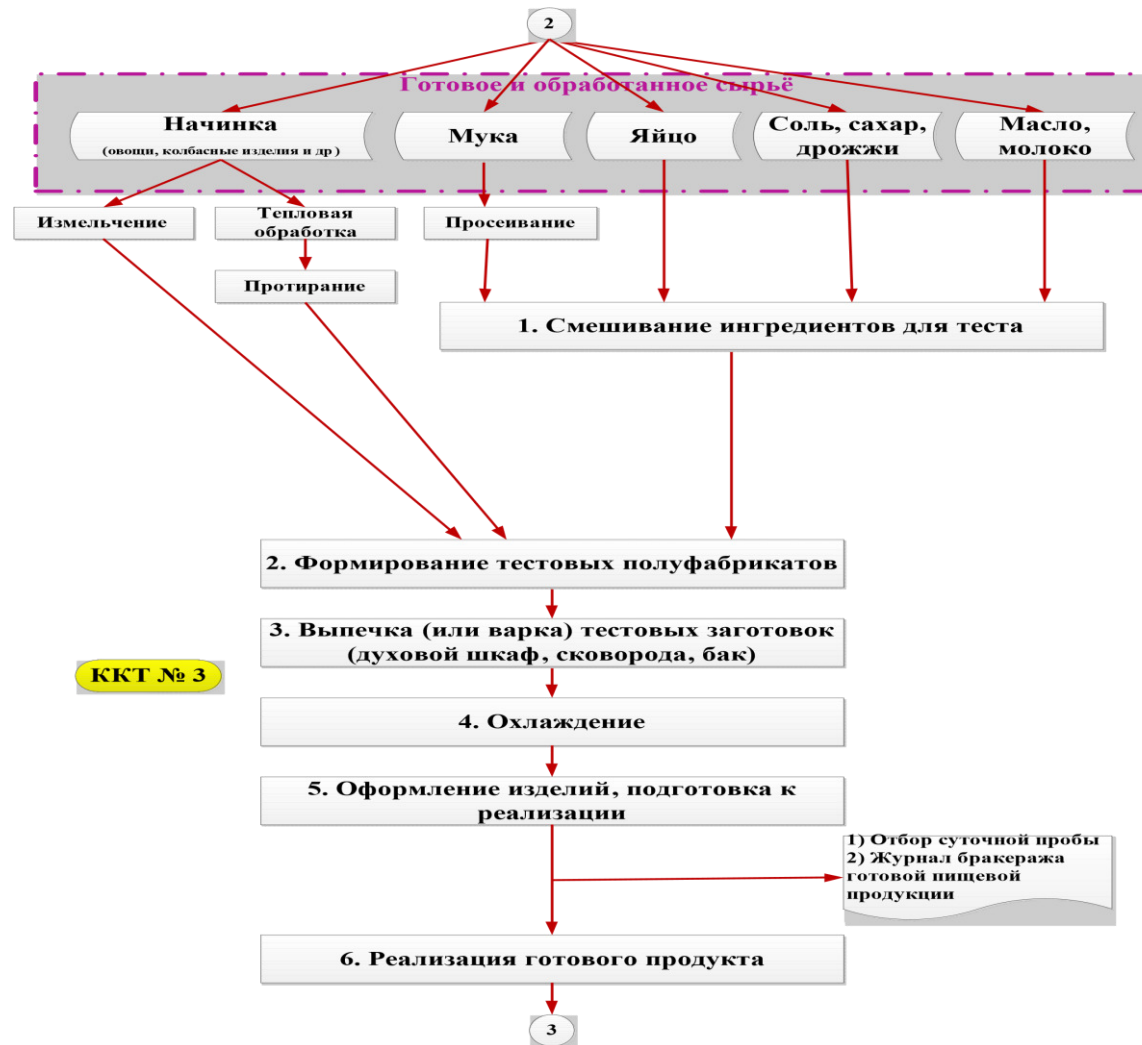 2
Готовое и обработанное сырьё
Начинка
(овощи, колбасные изделия и др )
Мука
Яйцо
Соль, сахар,
дрожжи
Масло,
молоко
Измельчение
Тепловая
обработка
Просеивание
Протирание
1. Смешивание ингредиентов для теста
2. Формирование тестовых полуфабрикатов
3. Выпечка (или варка) тестовых заготовок
(духовой шкаф, сковорода, бак)
ККТ № 3
4. Охлаждение
5. Оформление изделий, подготовка к
реализации
1) Отбор суточной пробы
2) Журнал бракеража
готовой пищевой
продукции
6. Реализация готового продукта
3